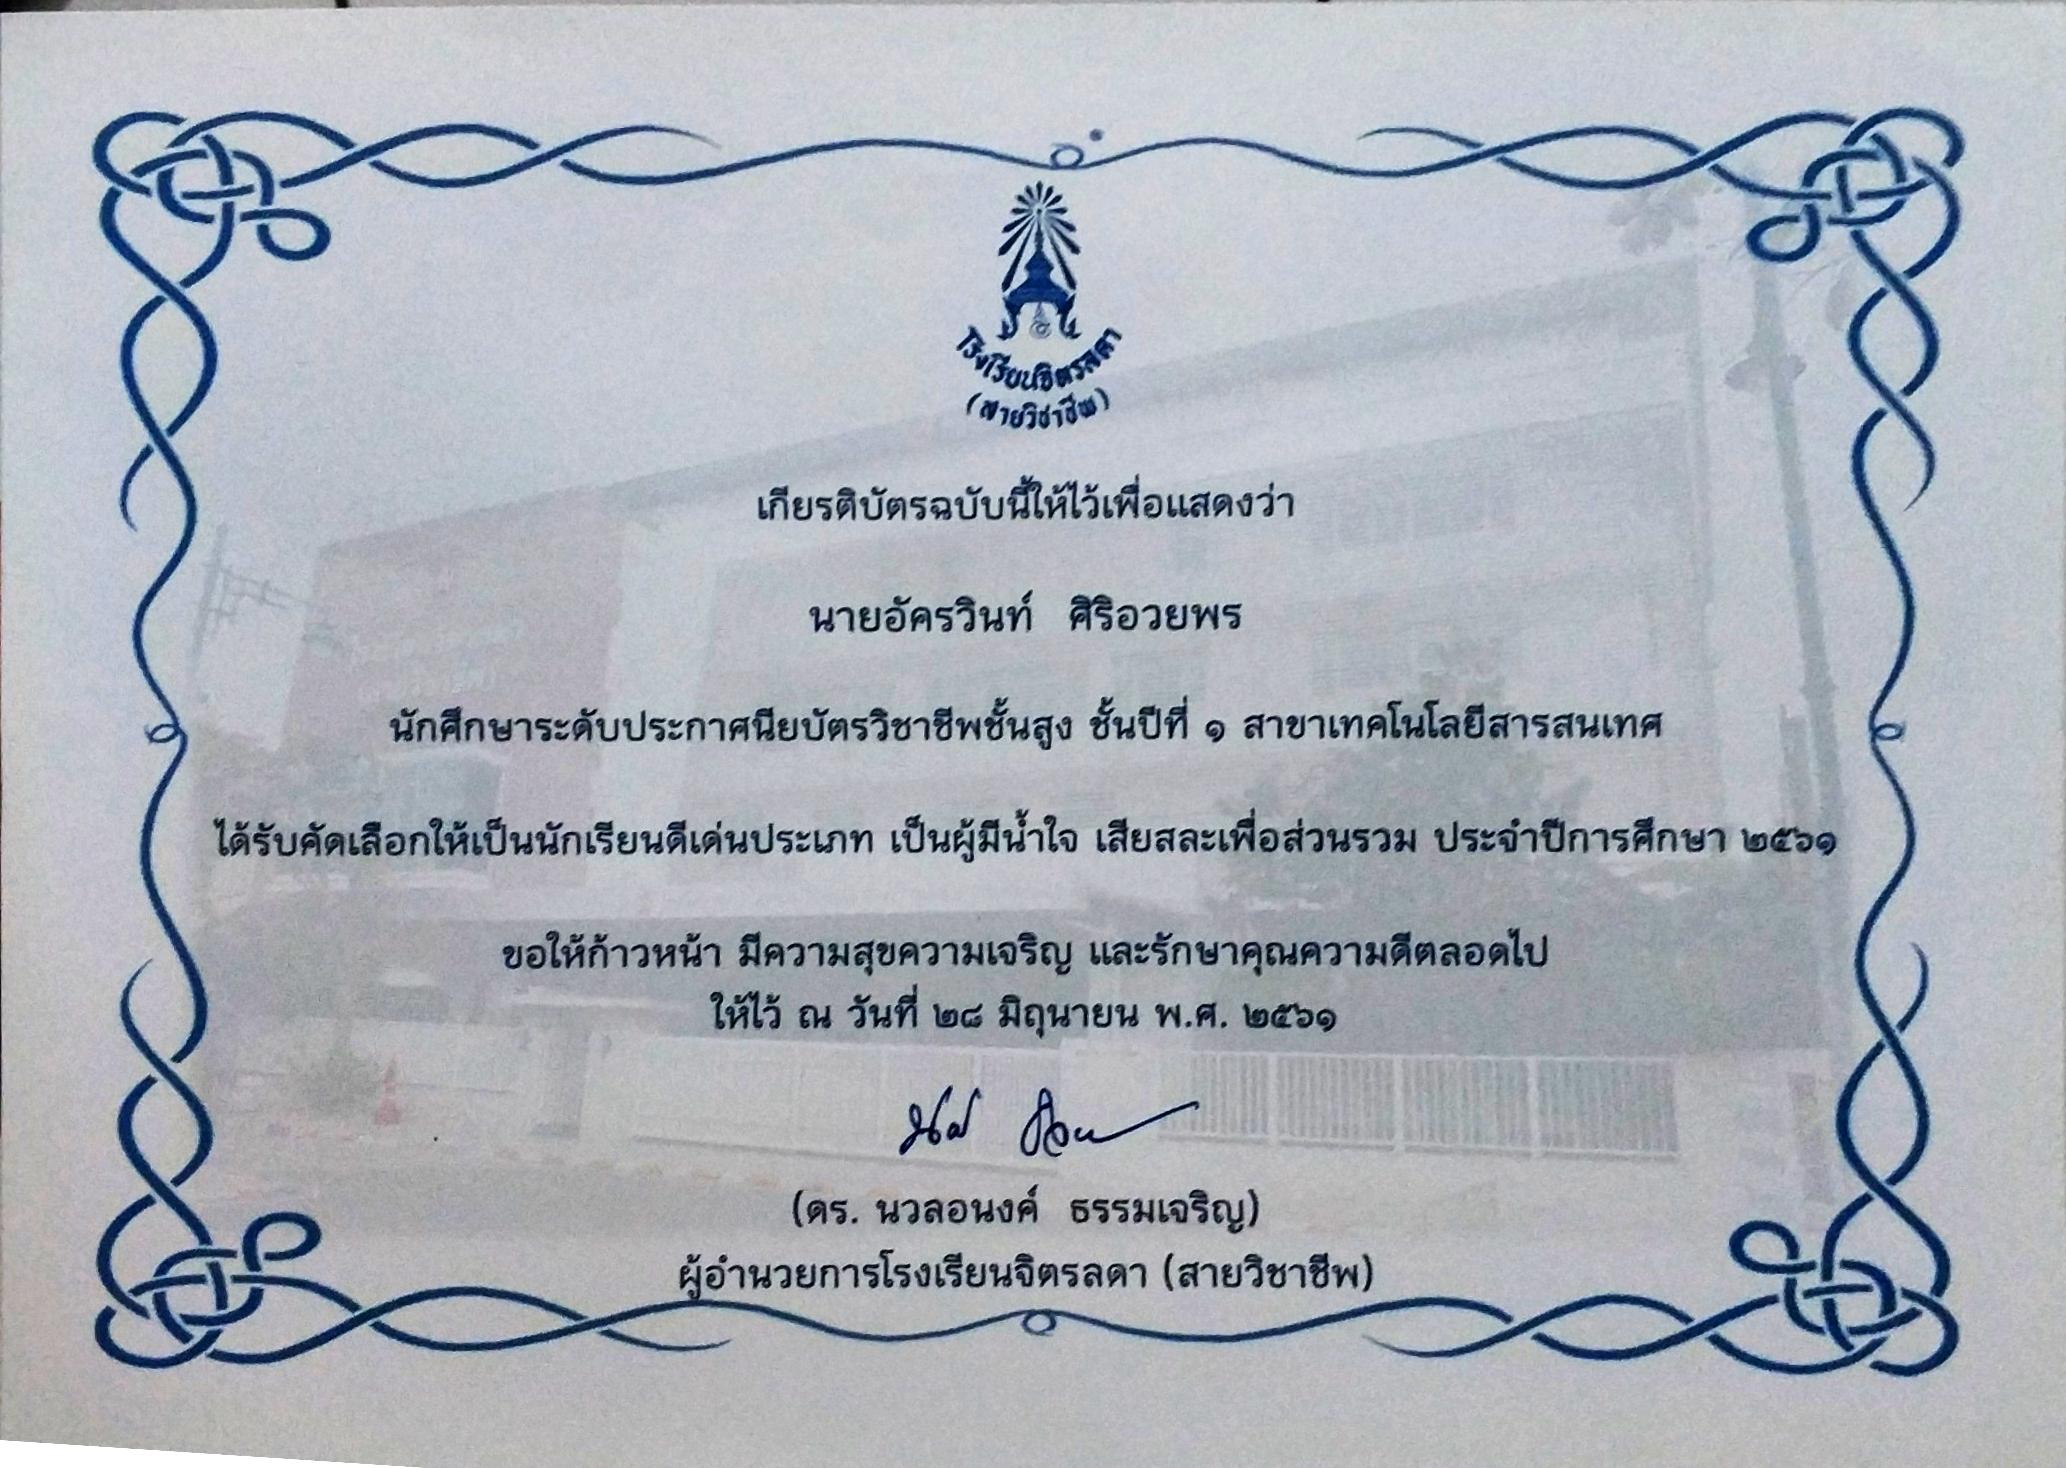 โรงเรียนจิตรลดา
(สายวิชาชีพ)
เกียรติบัตรฉบับนี้ให้ไว้เพื่อแสดงว่า
นายอัครวินท์ ศิริอวยพร
นักศึกษาระดับประกาศนียบัตรวิชาชีพชั้นสูง ชั้นปีที่ ๑ สาขาเทคโนโลยีสารสนเทศ
ได้รับคัดเลือกให้เป็นนักเรียนดีเด่นประเภท เป็นผู้มีน้ำใจ เสียสละเพื่อส่วนรวม ประจำปีการศึกษา ๒๕๖๑
ขอให้ก้าวหน้า มีความสุขความเจริญ และรักษาคุณความดีตลอดไป
ให้ไว้ ณ วันที่ ๒๘ มิถุนายน พ.ศ. ๒๕๖๑
(ดร. นวลอนงค์ ธรรมเจริญ)
ผู้อำนวยการโรงเรียนจิตรลดา (สายวิชาชีพ)